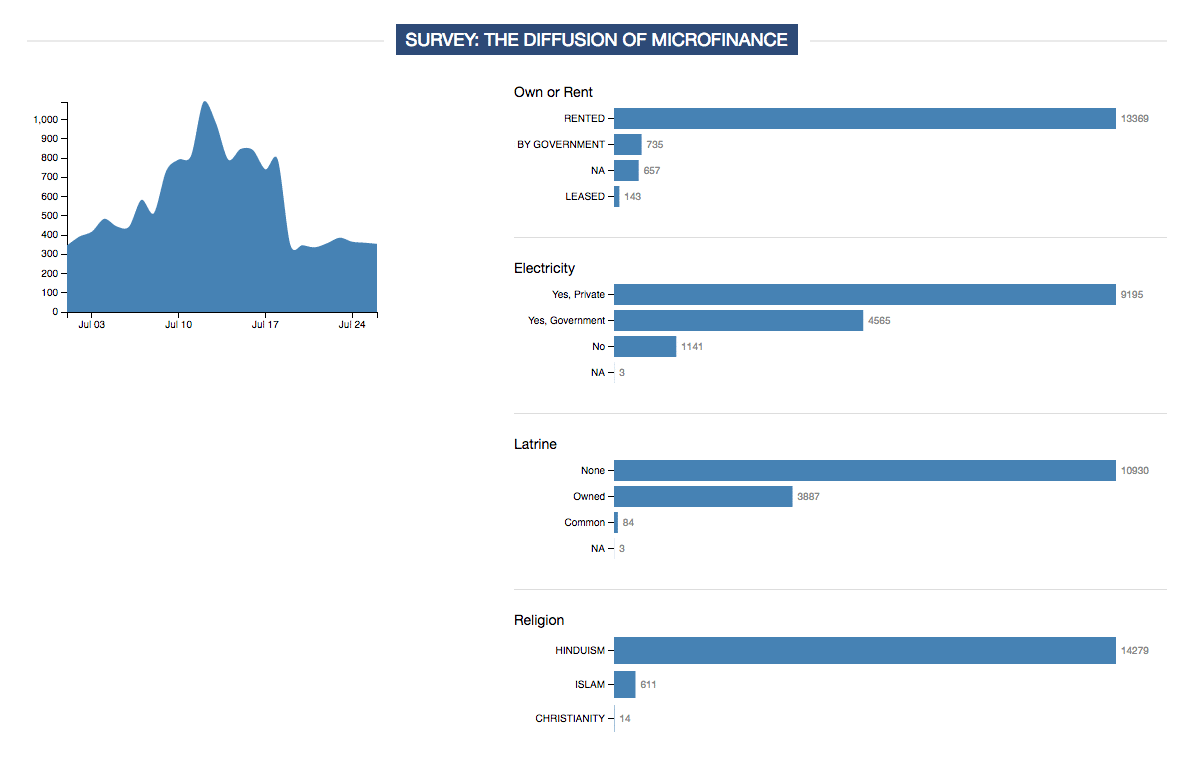 SURVEY: THE DIFFUSION OF MICROFINANCE
1,000
900
800
700
600
500
400
300
200
100
0
Jul 03 Jul 10 Jul 17 Jul 24
Own or Rent
RENTED 13369
BY GOVERNMENT 735
NA 657
LEASED 143
Electricity
Yes, Private 9195
Yes, Government 4565
No 1141
NA 3
Latrine
None 10930
Owned 3887
Common 84
NA 3
Religion
HINDUISM 14279
ISLAM 611
CHRISTIANITY 14